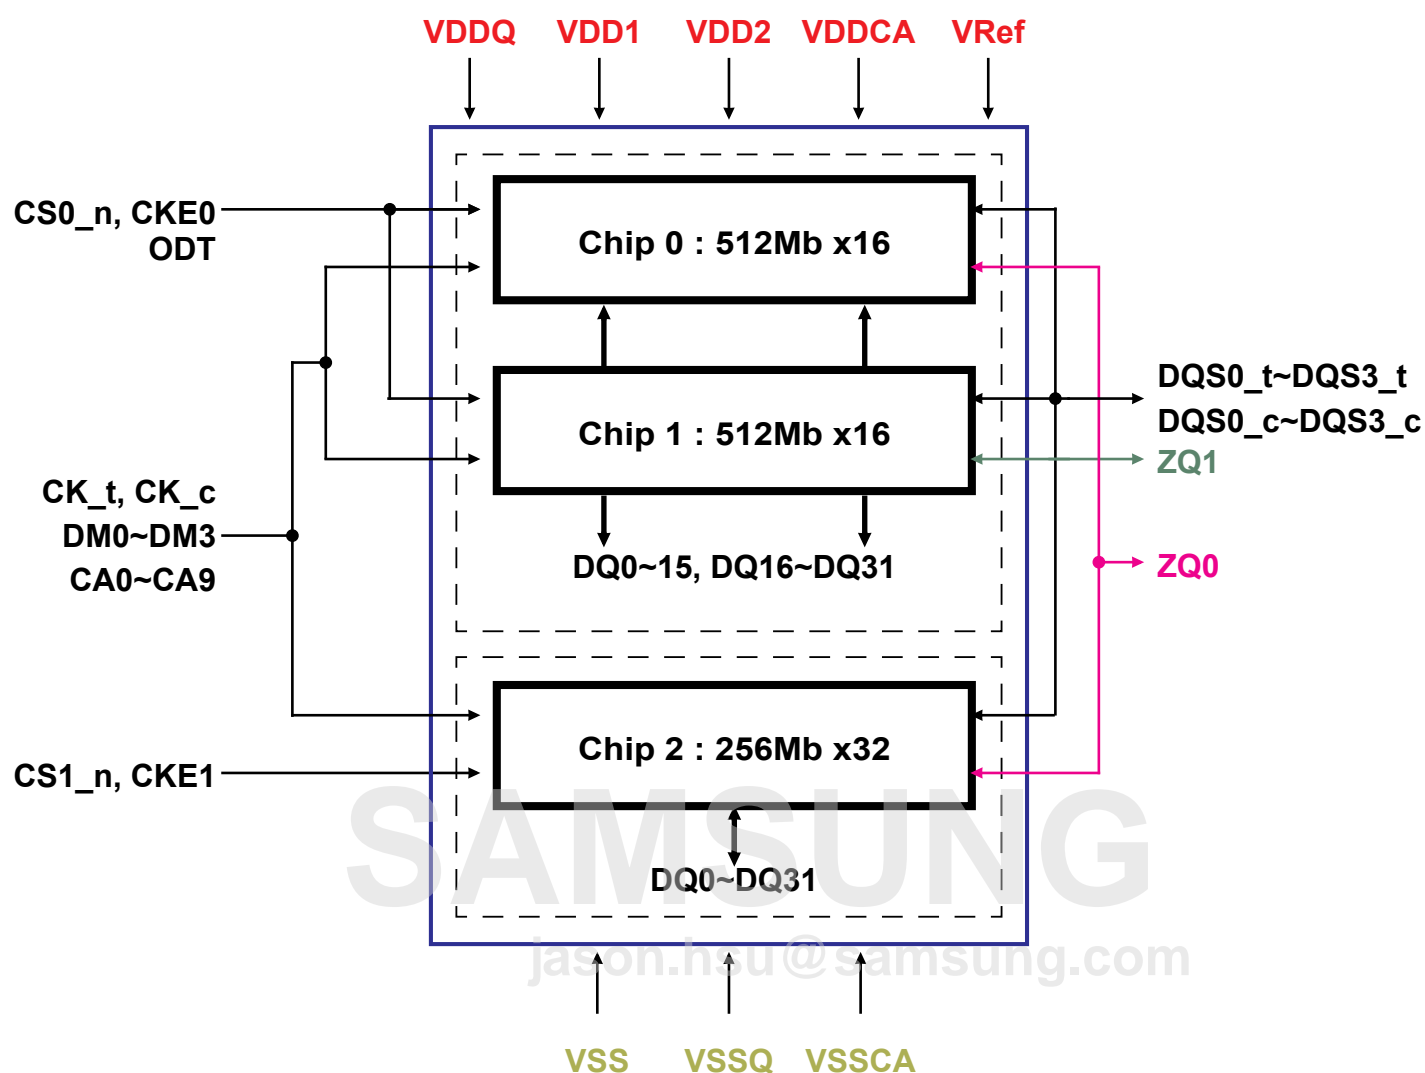 VDDQ VDD1 VDD2 VDDCA VRef
CS0_n, CKE0
ODT
Chip 0 : 512Mb x16
DQS0_t~DQS3_t
DQS0_c~DQS3_c
Chip 1 : 512Mb x16
ZQ1
CK_t, CK_c
DM0~DM3
CA0~CA9
DQ0~15, DQ16~DQ31
ZQ0
Chip 2 : 256Mb x32
CS1_n, CKE1
SAMSUNG
DQ0~DQ31
jason.hsu@samsung.com
VSS VSSQ VSSCA